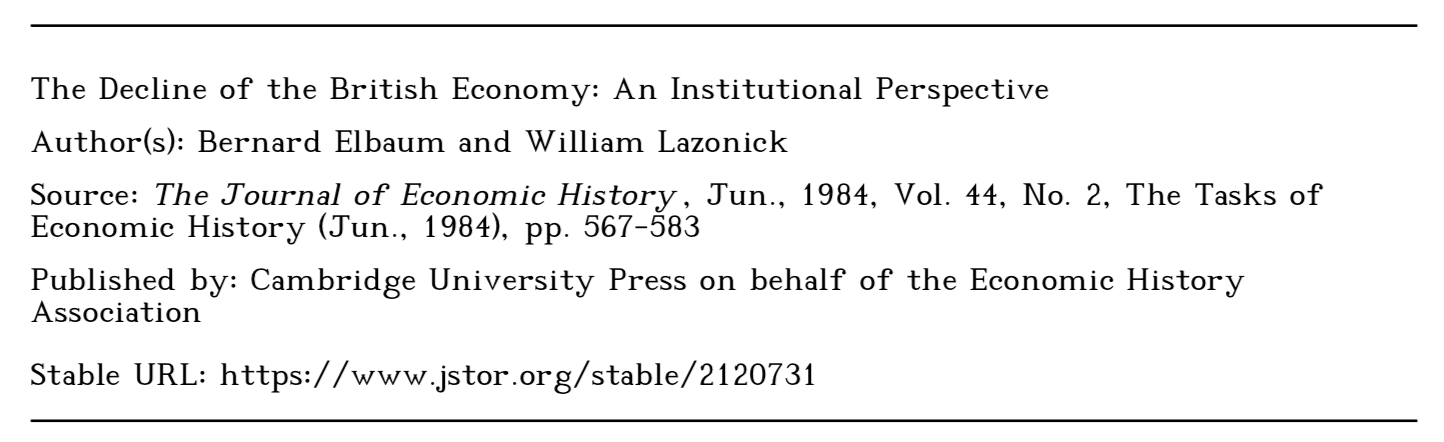 The Decline of the British Economy: An Institutional Perspective
Author(s): Bernard Elbaum and William Lazonick
Source: The Journal of Economic History, Jun., 1984, Vol. 44, No. 2, The Tasks of
Economic History (Jun., 1984), pp. 567-583
Published by: Cambridge University Press on behalf of the Economic History
Association
Stable URL: https://www.jstor.org/stable/2120731